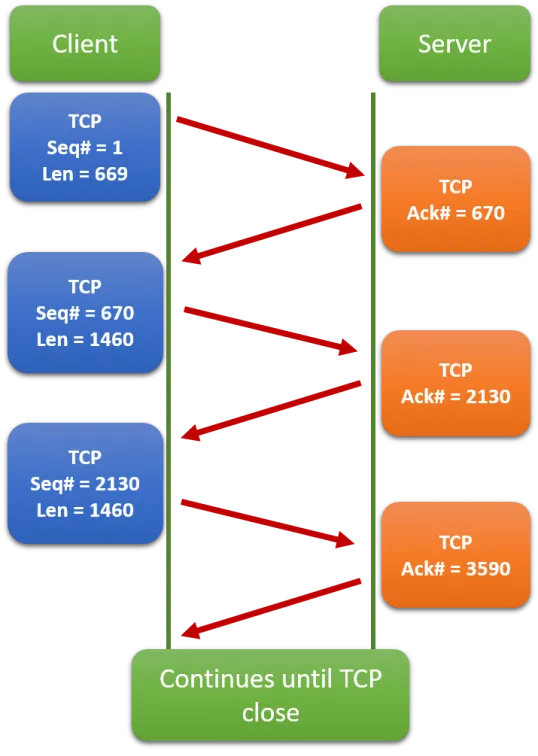 Client
Server
TCP
Seq# = 1
Len = 669
TCP
Ack# = 670
TCP
Seq# = 670
Len = 1460
TCP
Ack# = 2130
TCP
Seq# = 2130
Len = 1460
TCP
Ack# = 3590
Continues until TCP
close